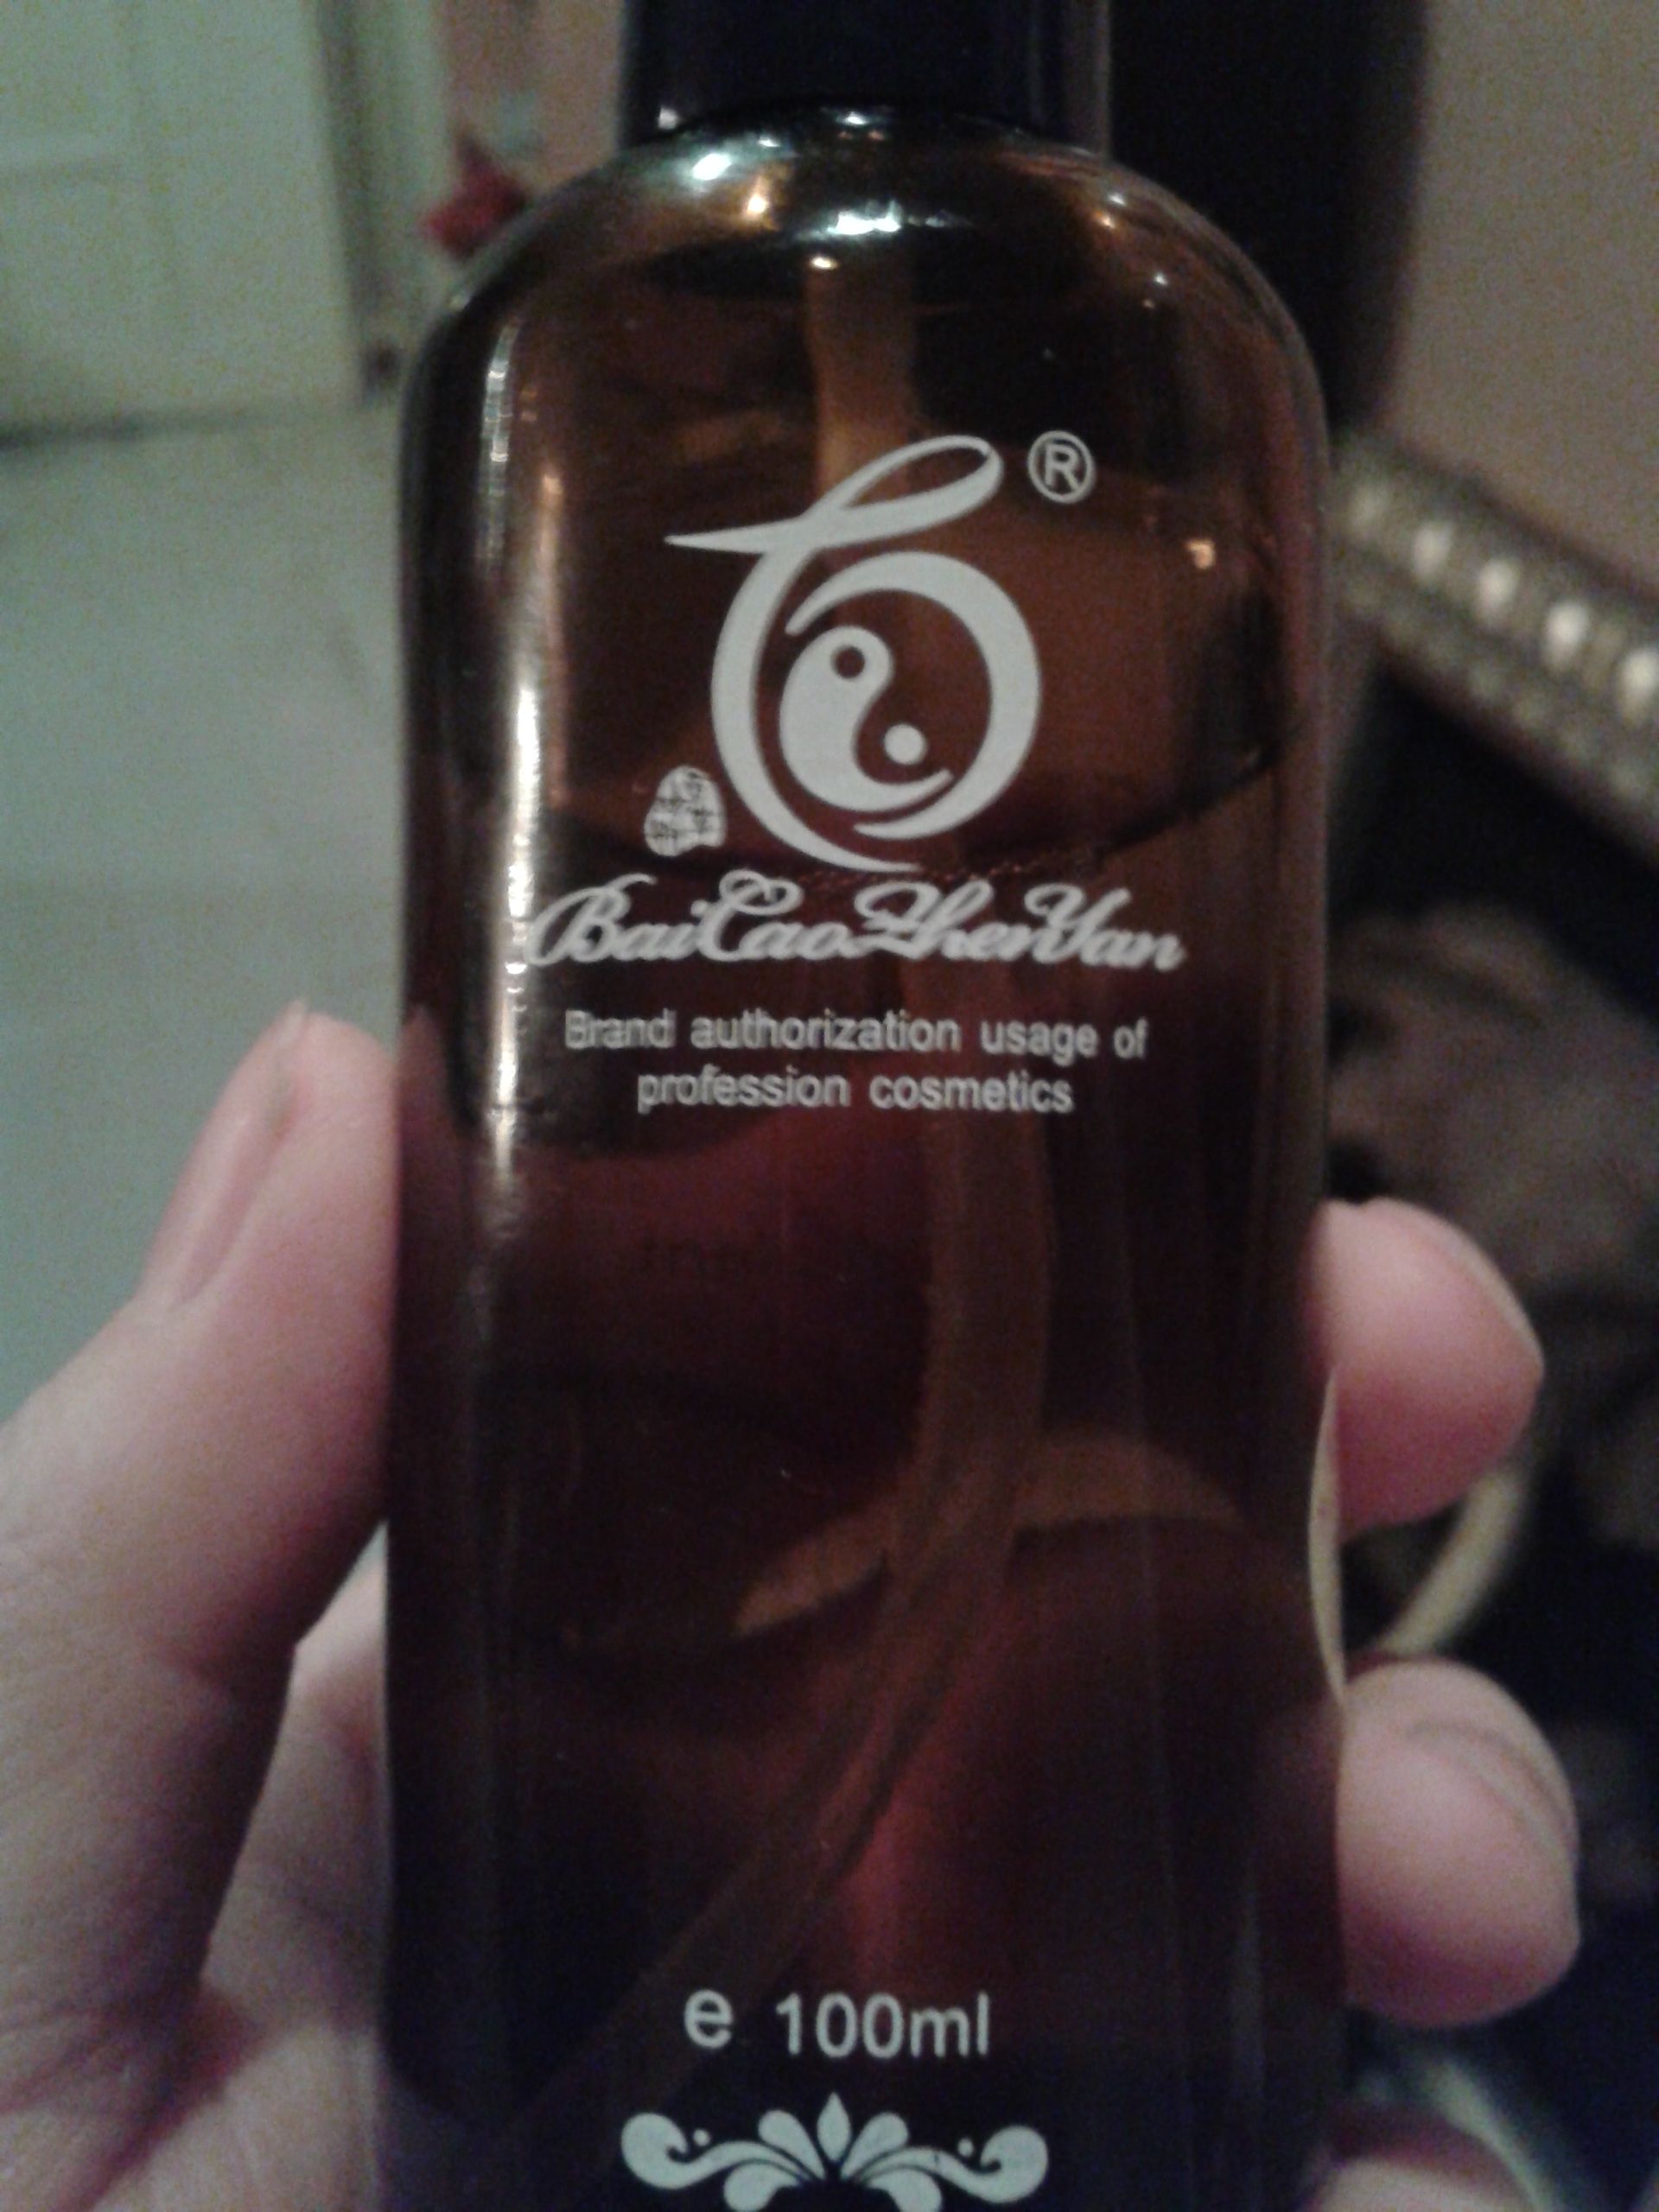 ®
BaiCaoZhenYan
Brand authorization usage of
profession cosmetics
e 100ml